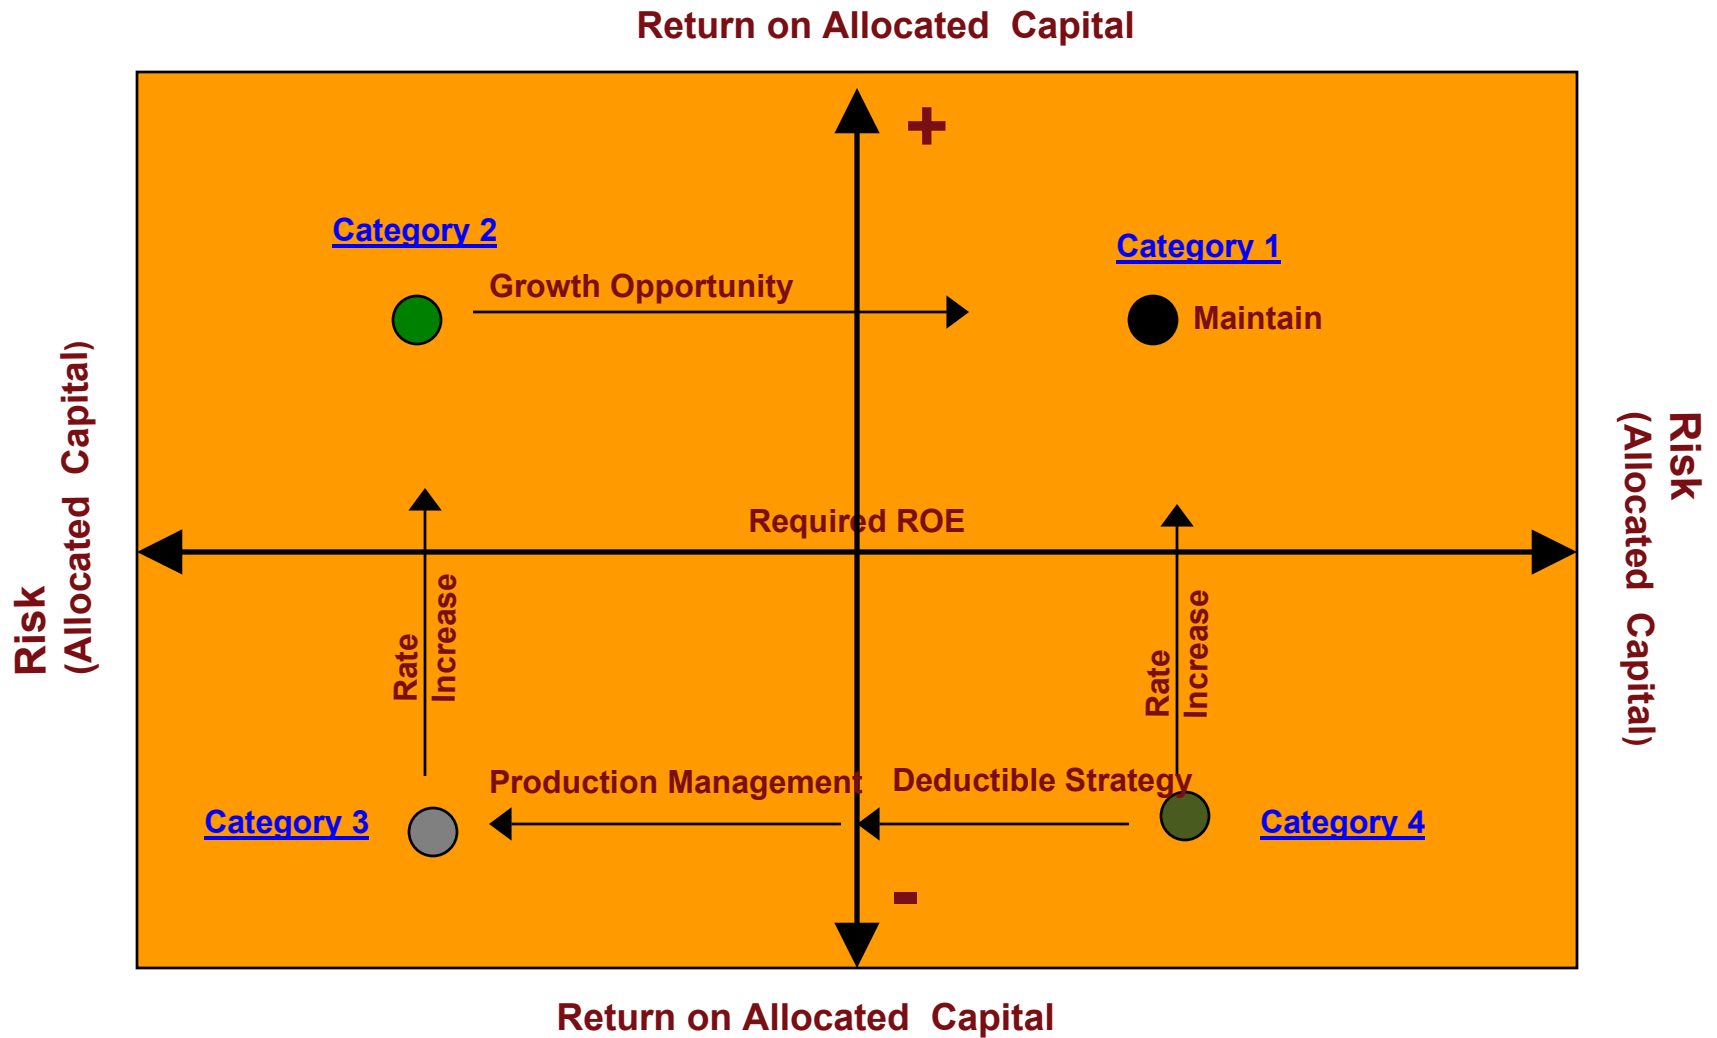 Return on Allocated  Capital
+
Category 2
Category 1
Growth Opportunity
Maintain
Risk
(Allocated  Capital)
Risk
(Allocated  Capital)
Required ROE
Rate
Increase
Rate
Increase
Production Management
Deductible Strategy
Category 3
Category 4
-
Return on Allocated  Capital